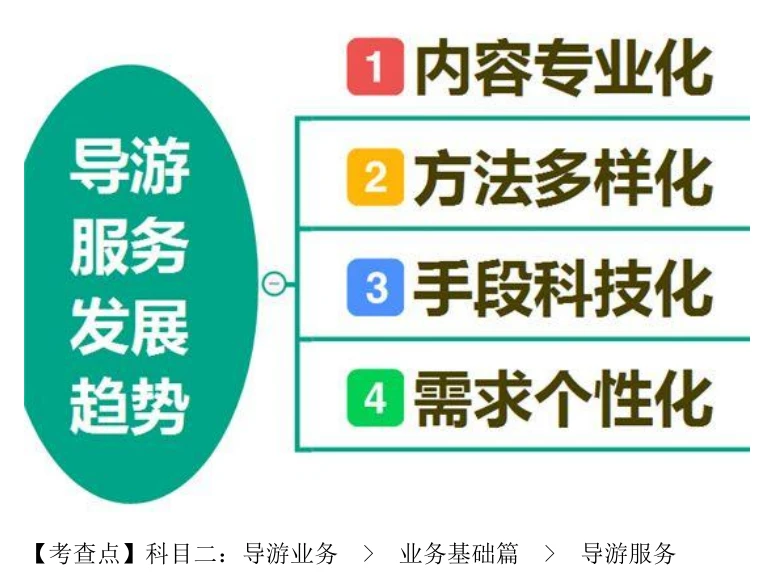 导游
服务
发展
趋势
1 内容专业化
2 方法多样化
3 手段科技化
4 需求个性化
【考查点】科目二：导游业务 > 业务基础篇 > 导游服务